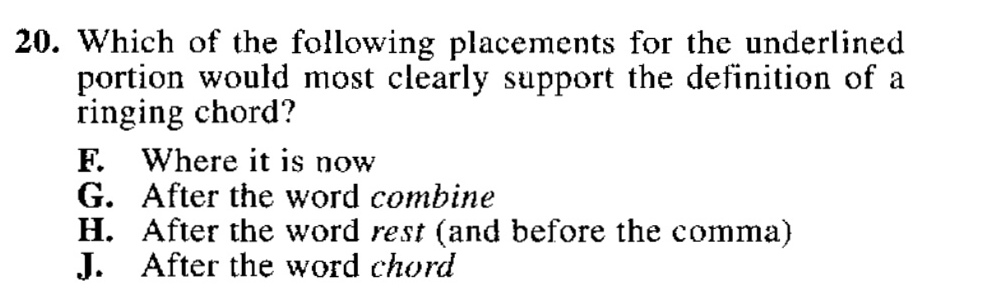 20. Which of the following placements for the underlined
portion would most clearly support the definition of a
ringing chord?
F. Where it is now
G. After the word combine
H. After the word rest (and before the comma)
J. After the word chord